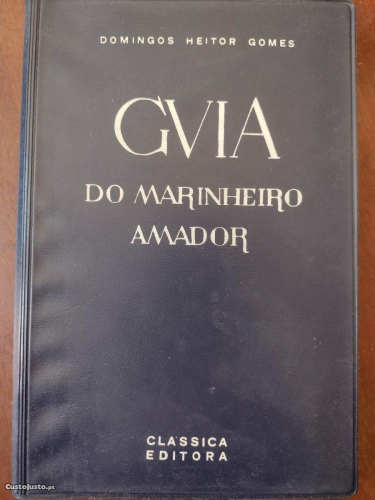 DOMINGOS HEITOR GOMES
GVIA
DO MARINHEIRO
AMADOR
CLÁSSICA
EDITORA
CustoJusto.pt